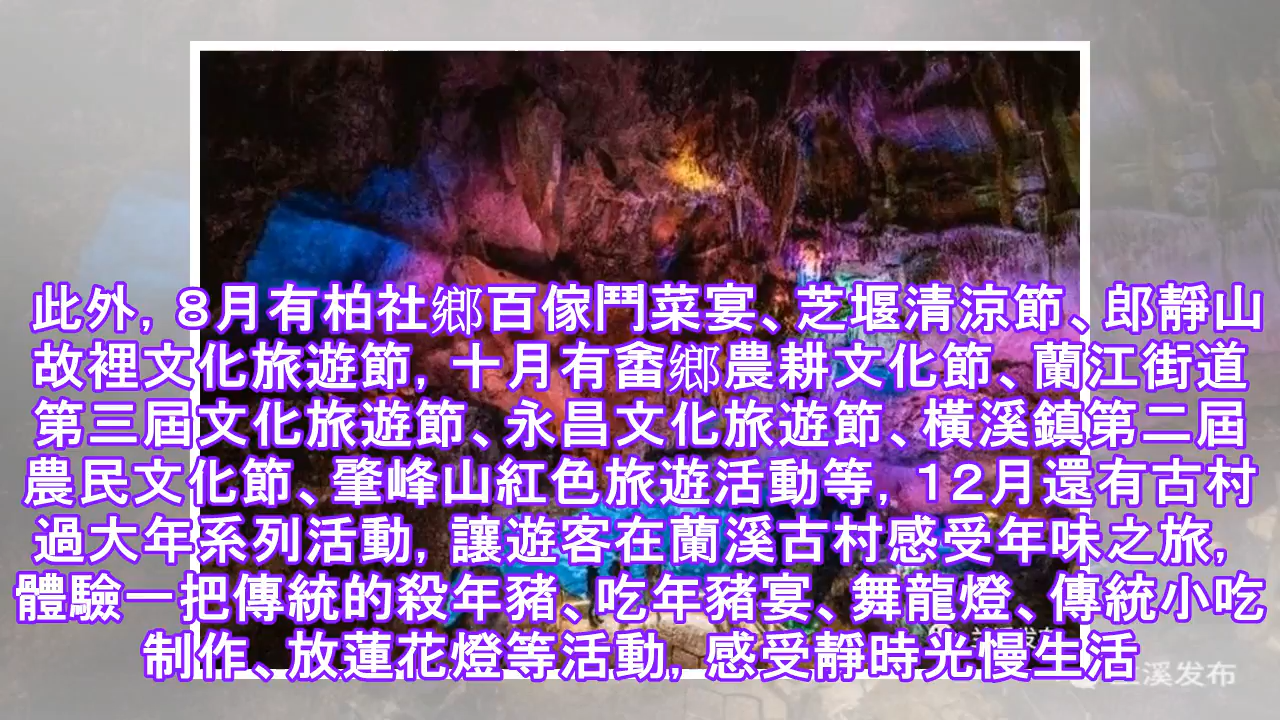 此外, 8月有柏社鄉百傢鬥菜宴、芝堰清涼節、郎靜山
故裡文化旅遊節, 十月有畲鄉農耕文化節、蘭江街道
第三屆文化旅遊節、永昌文化旅遊節、橫溪鎮第二屆
農民文化節、肇峰山紅色旅遊活動等, 12月還有古村
過大年系列活動, 讓遊客在蘭溪古村感受年味之旅,
體驗一把傳統的殺年豬、吃年豬宴、舞龍燈、傳統小吃
制作、放蓮花燈等活動, 感受靜時光慢生活
溪发布